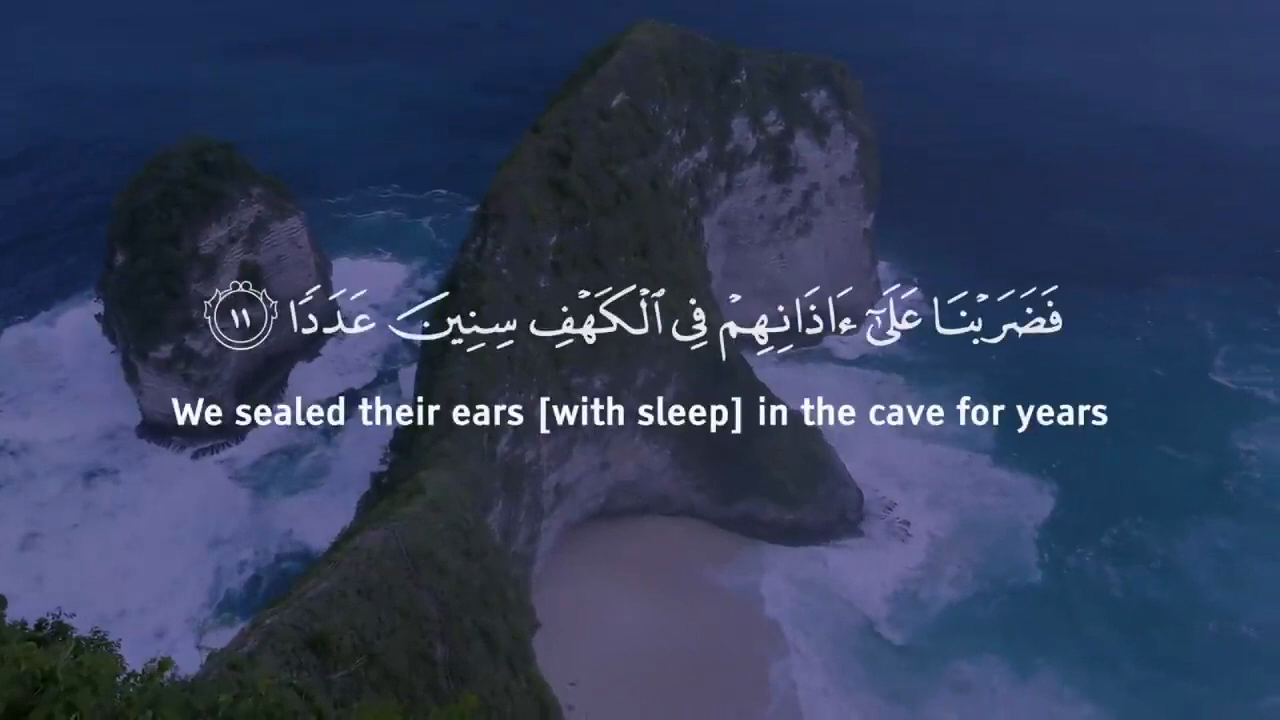 فَضَرَبْنَا عَلَىٰٓ ءَاذَانِهِمْ فِى ٱلْكَهْفِ سِنِينَ عَدَدًا ١١
We sealed their ears [with sleep] in the cave for years